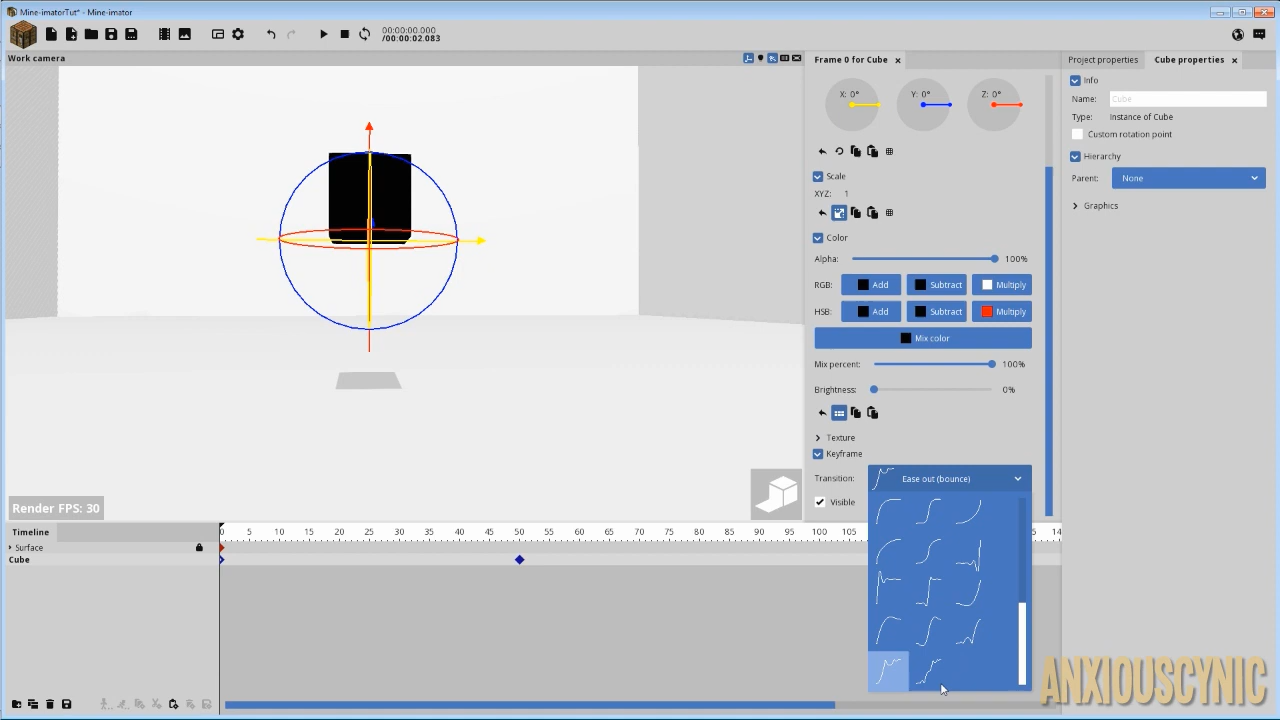 Mine-imatorTut* - Mine-imator
00:00:00.000
/00:00:02.083
Work camera
Render FPS: 30
Frame 0 for Cube
X: 0°
Y: 0°
Z: 0°
Scale
XYZ: 1
Color
Alpha: 100%
RGB: Add Subtract Multiply
HSB: Add Subtract Multiply
Mix color
Mix percent: 100%
Brightness: 0%
Texture
Keyframe
Transition: Ease out (bounce)
Visible
Project properties
Cube properties
Info
Name: Cube
Type: Instance of Cube
Custom rotation point
Hierarchy
Parent: None
Graphics
Timeline
0 5 10 15 20 25 30 35 40 45 50 55 60 65 70 75 80 85 90 95 100 105
Surface
Cube
ANXIOUSCYNIC